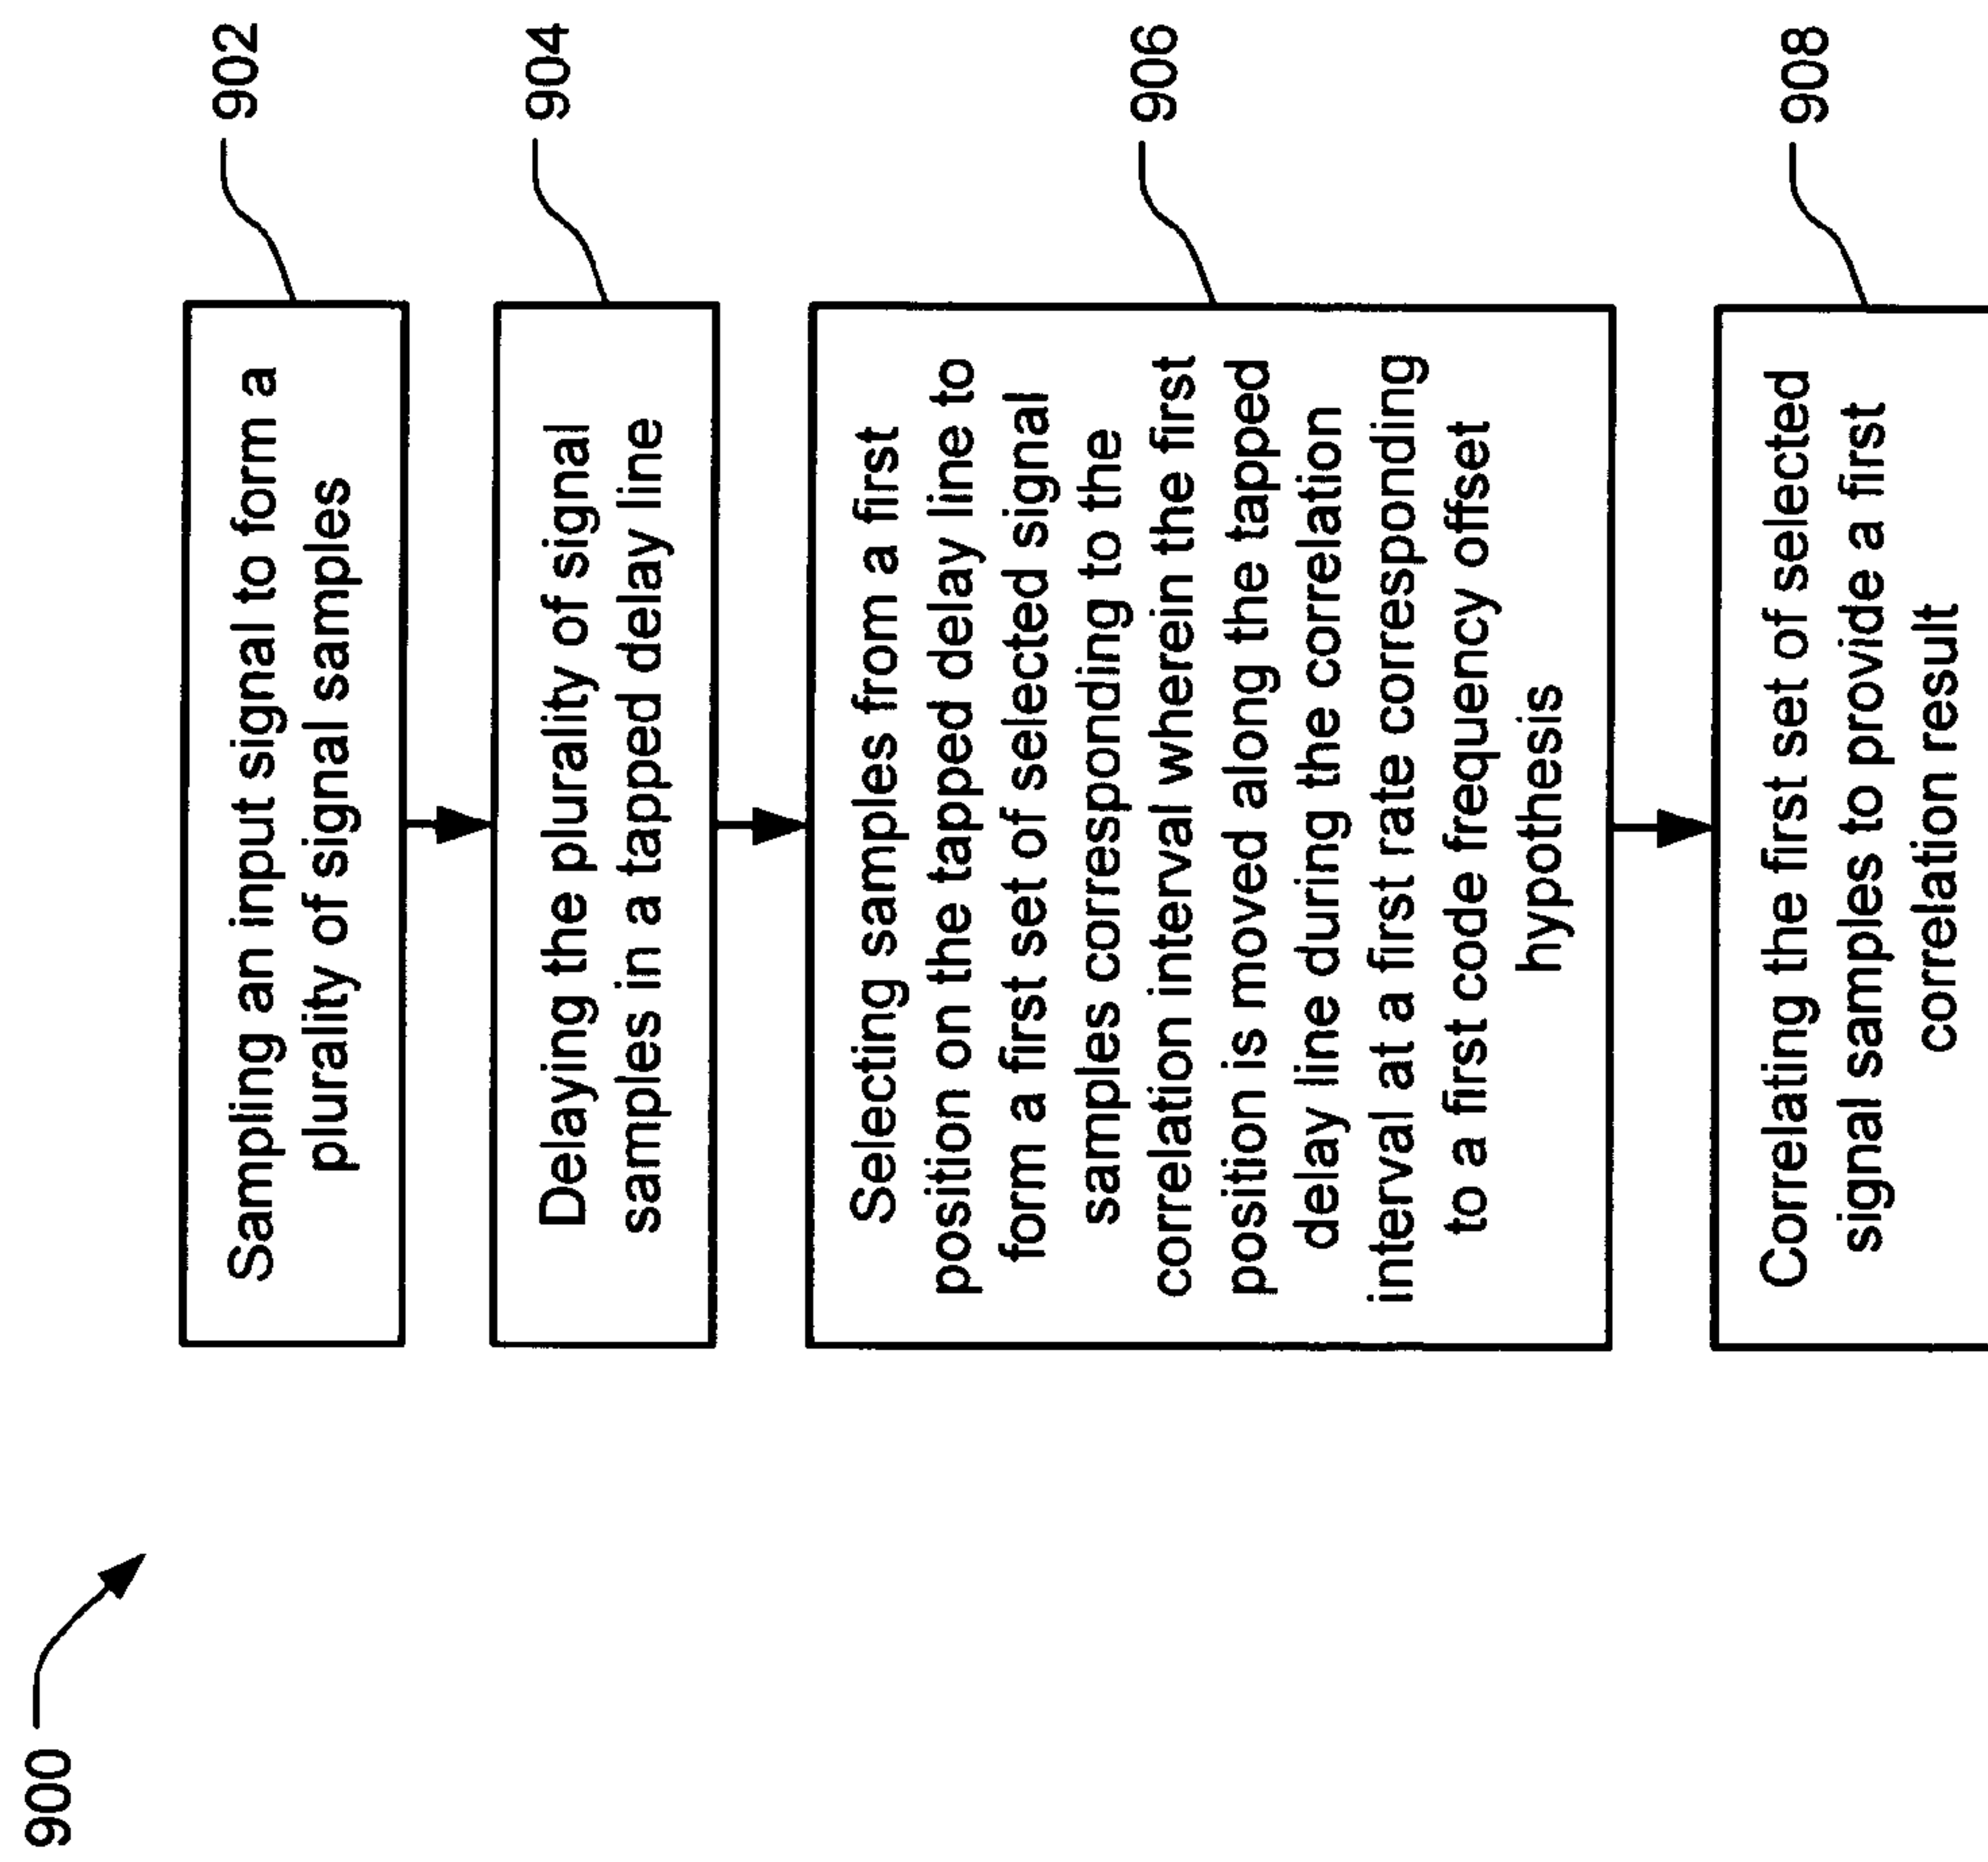 900
Sampling an input signal to form a
plurality of signal samples
902
Delaying the plurality of signal
samples in a tapped delay line
904
Selecting samples from a first
position on the tapped delay line to
form a first set of selected signal
samples corresponding to the
correlation interval wherein the first
position is moved along the tapped
delay line during the correlation
interval at a first rate corresponding
to a first code frequency offset
hypothesis
906
Correlating the first set of selected
signal samples to provide a first
correlation result
908